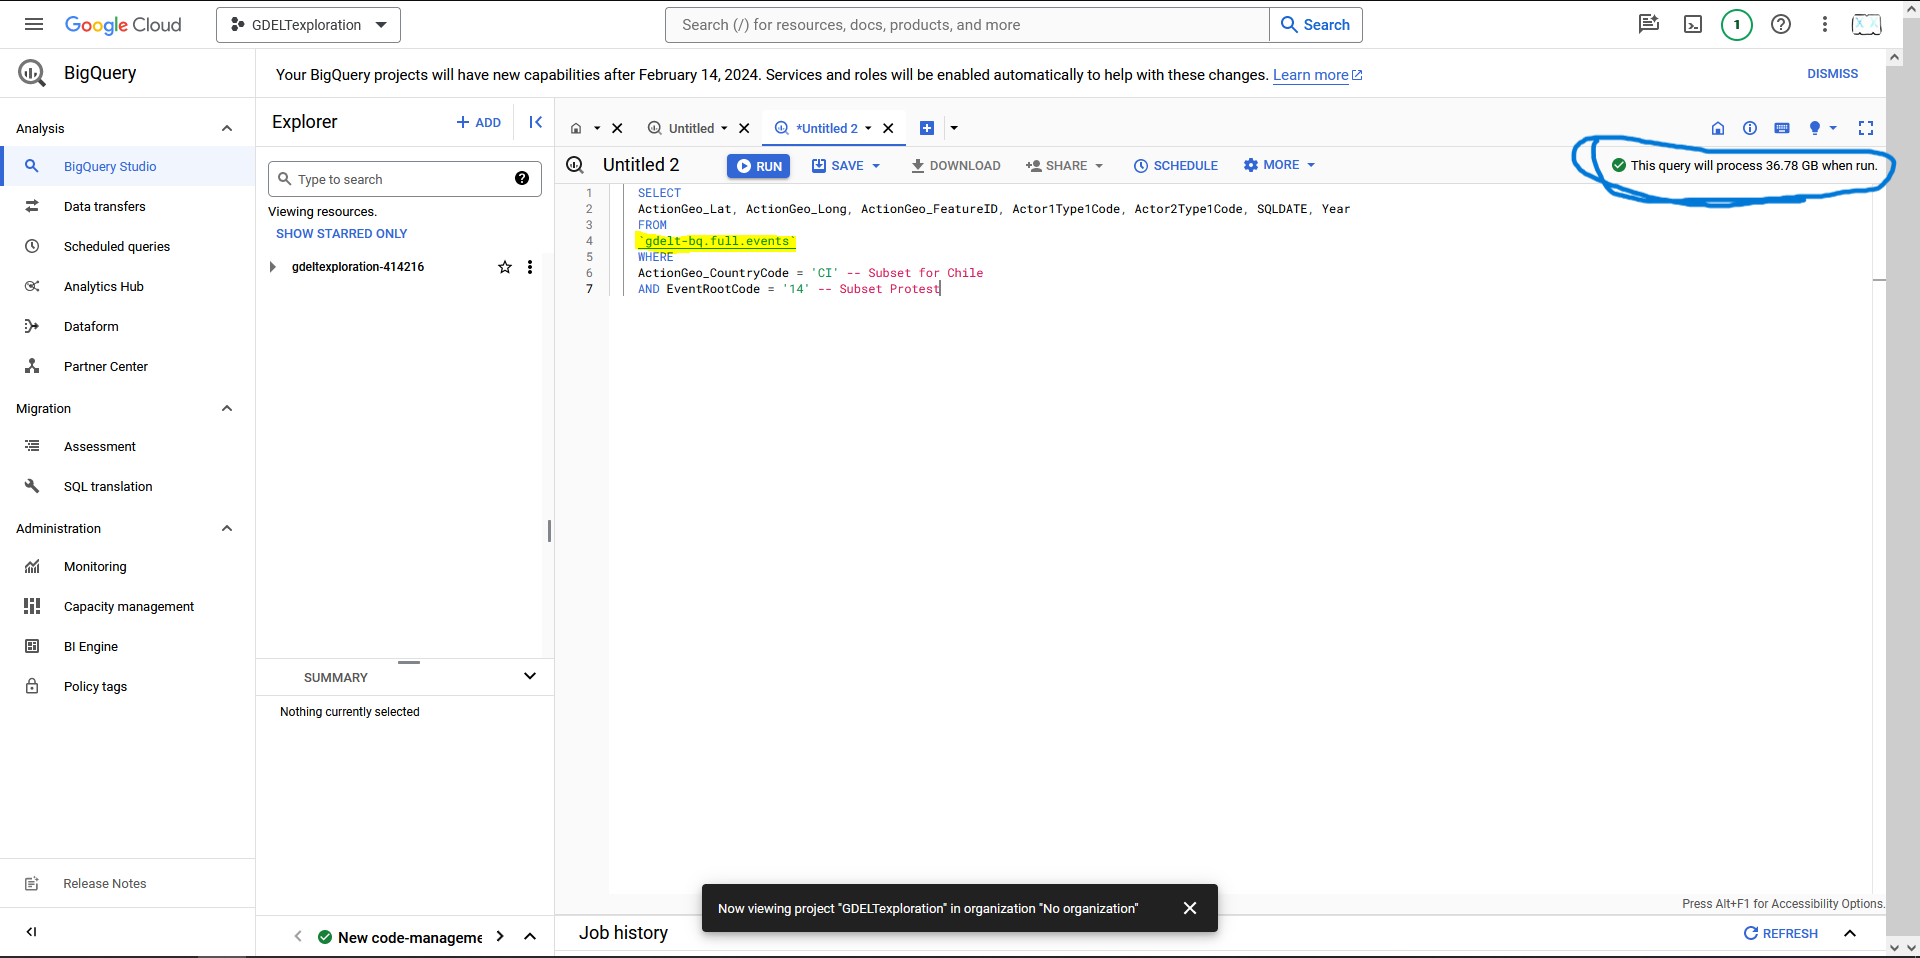 Google Cloud
GDELTexploration
Search (/) for resources, docs, products, and more
Search
1
BigQuery
Your BigQuery projects will have new capabilities after February 14, 2024. Services and roles will be enabled automatically to help with these changes. Learn more
DISMISS
Analysis
BigQuery Studio
Data transfers
Scheduled queries
Analytics Hub
Dataform
Partner Center
Migration
Assessment
SQL translation
Administration
Monitoring
Capacity management
BI Engine
Policy tags
Release Notes
Explorer
+ ADD
Type to search
Viewing resources.
SHOW STARRED ONLY
gdeltexploration-414216
SUMMARY
Nothing currently selected
New code-manageme
Untitled
*Untitled 2
Untitled 2
RUN
SAVE
DOWNLOAD
SHARE
SCHEDULE
MORE
This query will process 36.78 GB when run.
1 SELECT
2 ActionGeo_Lat, ActionGeo_Long, ActionGeo_FeatureID, Actor1Type1Code, Actor2Type1Code, SQLDATE, Year
3 FROM
4 `gdelt-bq.full.events`
5 WHERE
6 ActionGeo_CountryCode = 'CI' -- Subset for Chile
7 AND EventRootCode = '14' -- Subset Protest
Press Alt+F1 for Accessibility Options.
Now viewing project "GDELTexploration" in organization "No organization"
Job history
REFRESH